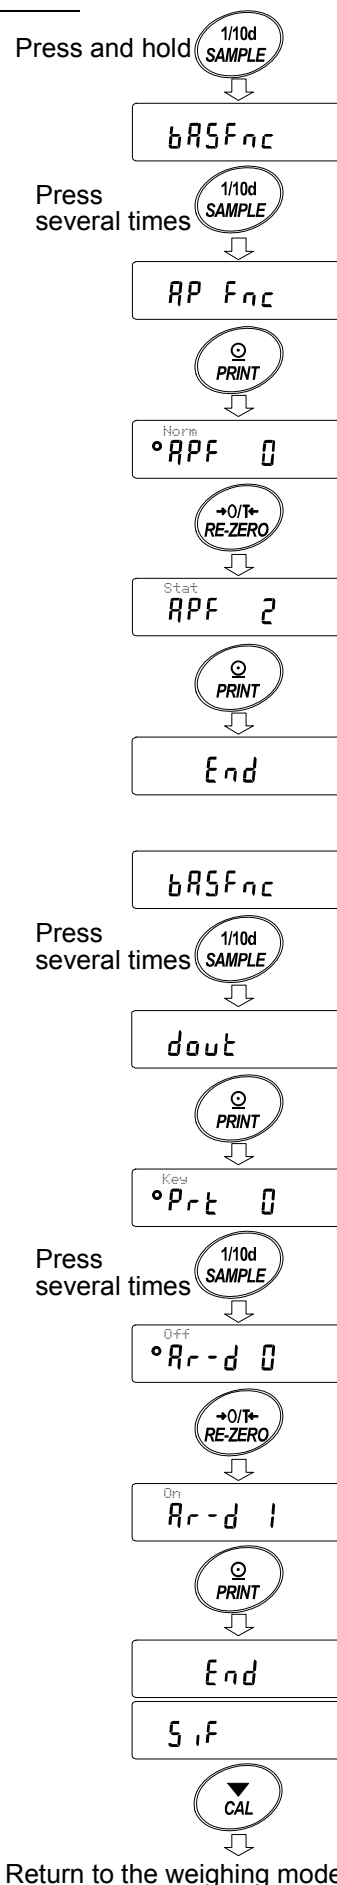 Press and hold
1/10d
SAMPLE
bASFnc
Press
several times
1/10d
SAMPLE
AP Fnc
PRINT
Norm
APF 0
→0/T←
RE-ZERO
Stat
APF 2
PRINT
End
bASFnc
Press
several times
1/10d
SAMPLE
dout
PRINT
Key
Prt 0
Press
several times
1/10d
SAMPLE
Off
Ar-d 0
→0/T←
RE-ZERO
On
Ar-d 1
PRINT
End
SiF
CAL
Return to the weighing mode